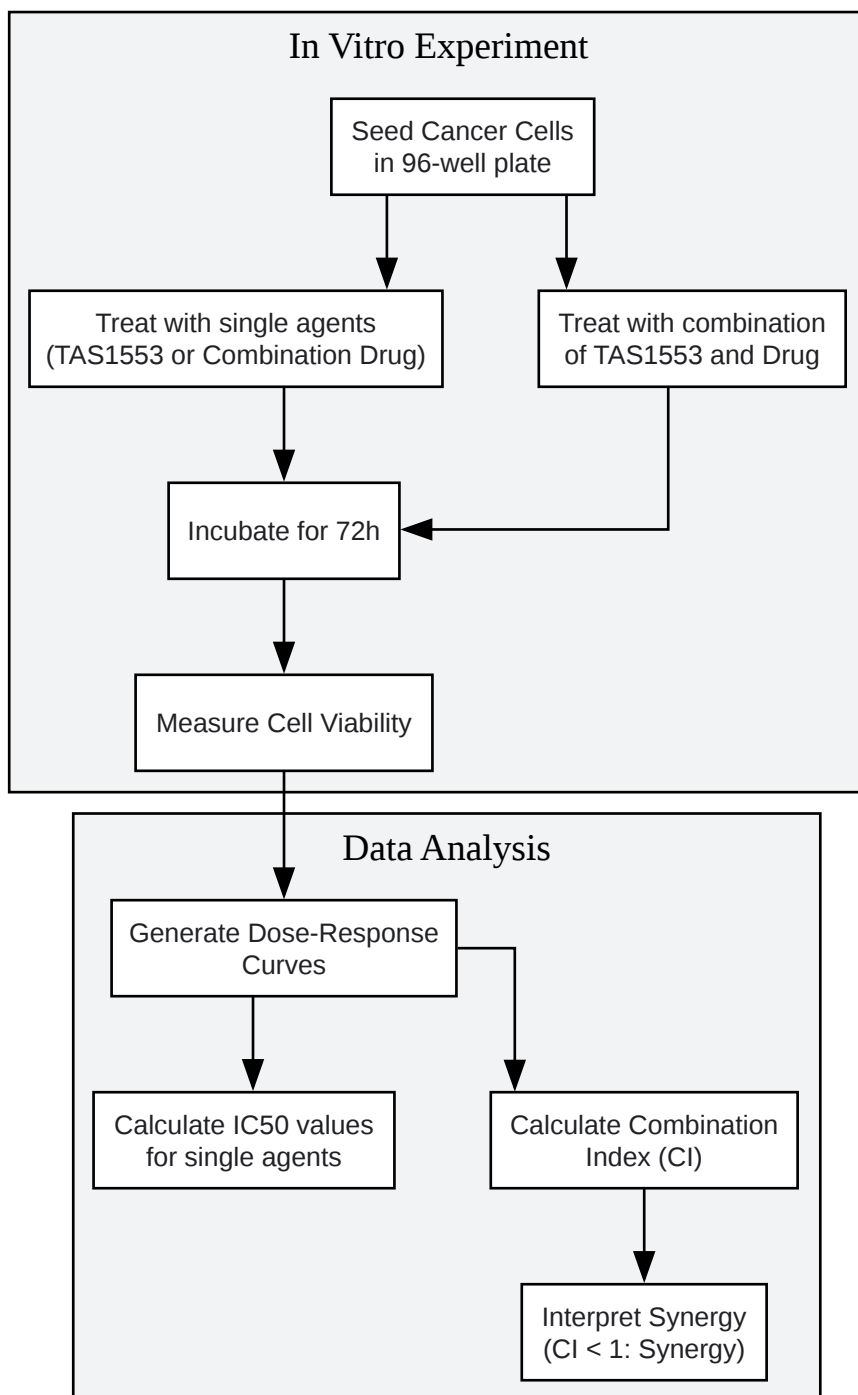 In Vitro Experiment
Seed Cancer Cells
in 96-well plate
Treat with single agents
(TAS1553 or Combination Drug)
Treat with combination
of TAS1553 and Drug
Incubate for 72h
Measure Cell Viability
Data Analysis
Generate Dose-Response
Curves
Calculate IC50 values
for single agents
Calculate Combination
Index (CI)
Interpret Synergy
(CI < 1: Synergy)